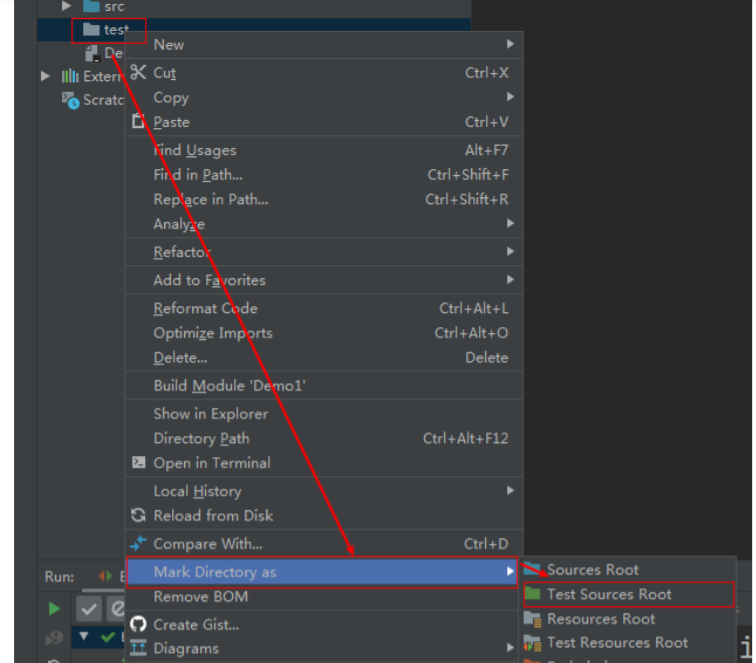 src
test
New
De
Cut Ctrl+X
Extern
Copy
Scratc
Paste Ctrl+V
Find Usages Alt+F7
Find in Path... Ctrl+Shift+F
Replace in Path... Ctrl+Shift+R
Analyze
Refactor
Add to Favorites
Reformat Code Ctrl+Alt+L
Optimize Imports Ctrl+Alt+O
Delete... Delete
Build Module 'Demo1'
Show in Explorer
Directory Path Ctrl+Alt+F12
Open in Terminal
Local History
Reload from Disk
Compare With... Ctrl+D
Run:
Mark Directory as
Sources Root
Remove BOM
Test Sources Root
Create Gist...
Resources Root
Diagrams
Test Resources Root